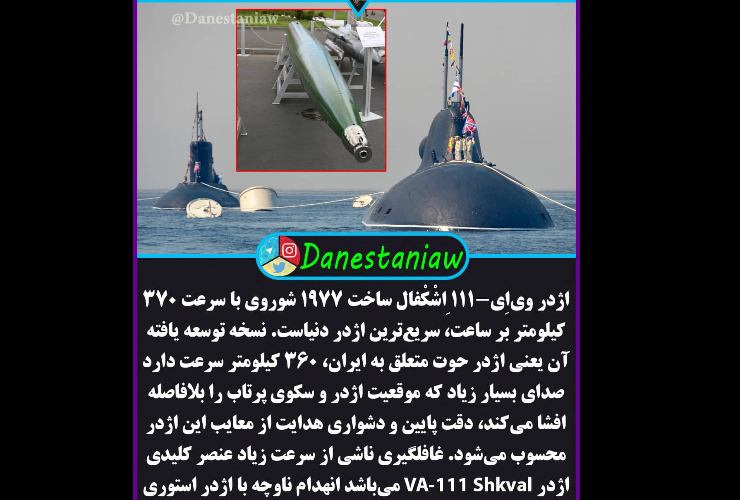 @Danestaniaw
Danestaniaw
اژدر وی‌اِی–۱۱۱ اِشْکْفال ساخت ۱۹۷۷ شوروی با سرعت ۳۷۰
کیلومتر بر ساعت، سریع‌ترین اژدر دنیاست. نسخه توسعه یافته
آن یعنی اژدر حوت متعلق به ایران، ۳۶۰ کیلومتر سرعت دارد
صدای بسیار زیاد که موقعیت اژدر و سکوی پرتاب را بلافاصله
افشا می‌کند، دقت پایین و دشواری هدایت از معایب این اژدر
محسوب می‌شود. غافلگیری ناشی از سرعت زیاد عنصر کلیدی
اژدر VA-111 Shkval می‌باشد انهدام ناوچه با اژدر استوری